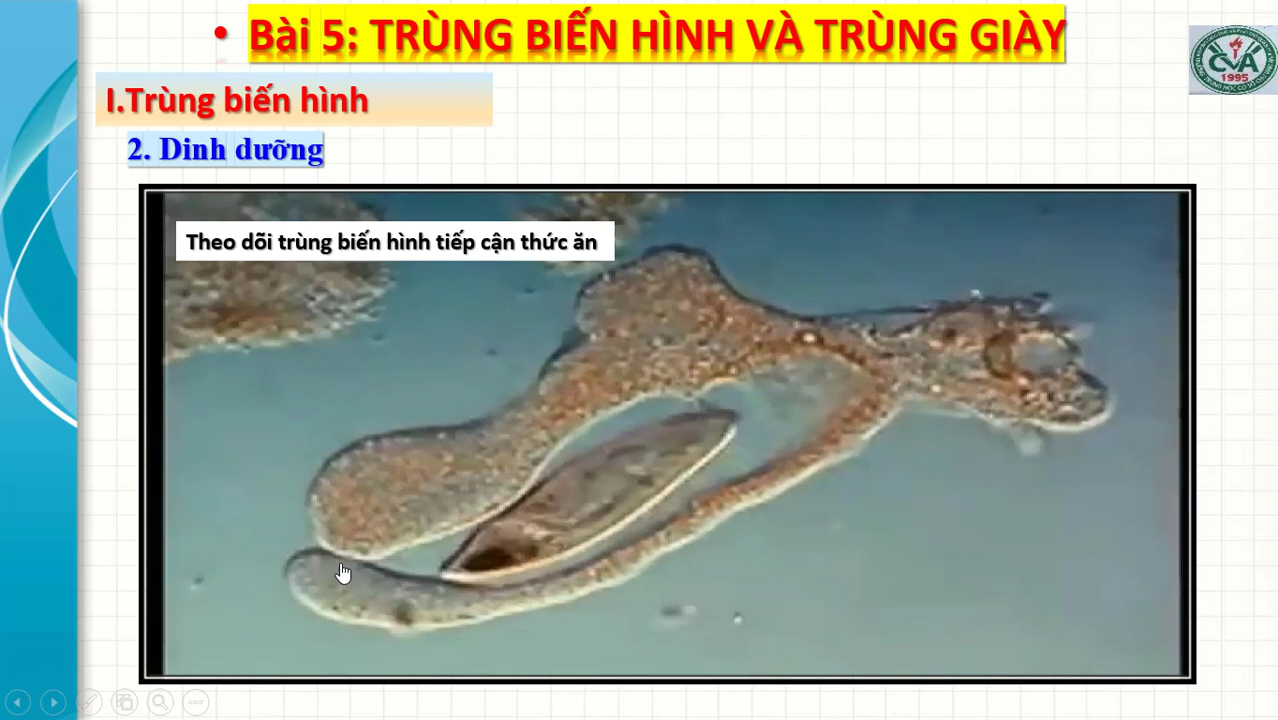 • Bài 5: TRÙNG BIẾN HÌNH VÀ TRÙNG GIÀY
CVA
1995
I.Trùng biến hình
2. Dinh dưỡng
Theo dõi trùng biến hình tiếp cận thức ăn